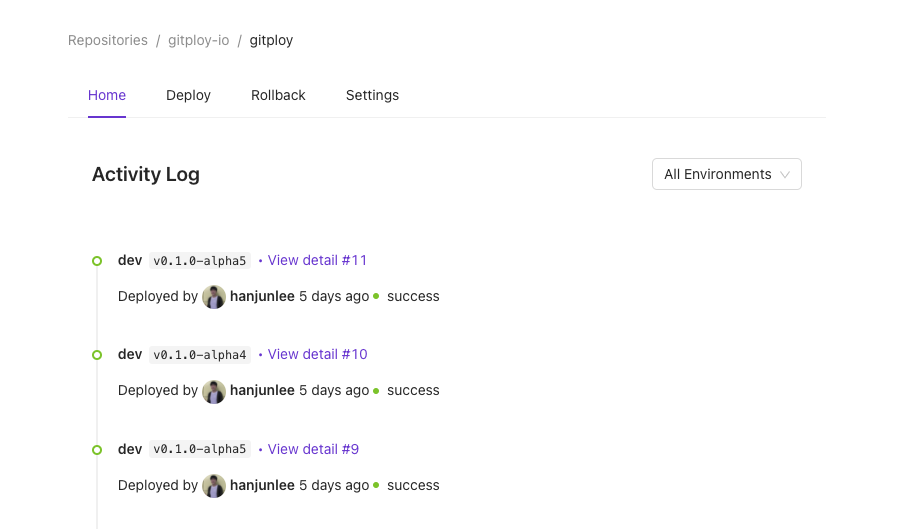 Repositories / gitploy-io / gitploy
Home Deploy Rollback Settings
Activity Log
All Environments
dev v0.1.0-alpha5 • View detail #11
Deployed by hanjunlee 5 days ago • success
dev v0.1.0-alpha4 • View detail #10
Deployed by hanjunlee 5 days ago • success
dev v0.1.0-alpha5 • View detail #9
Deployed by hanjunlee 5 days ago • success